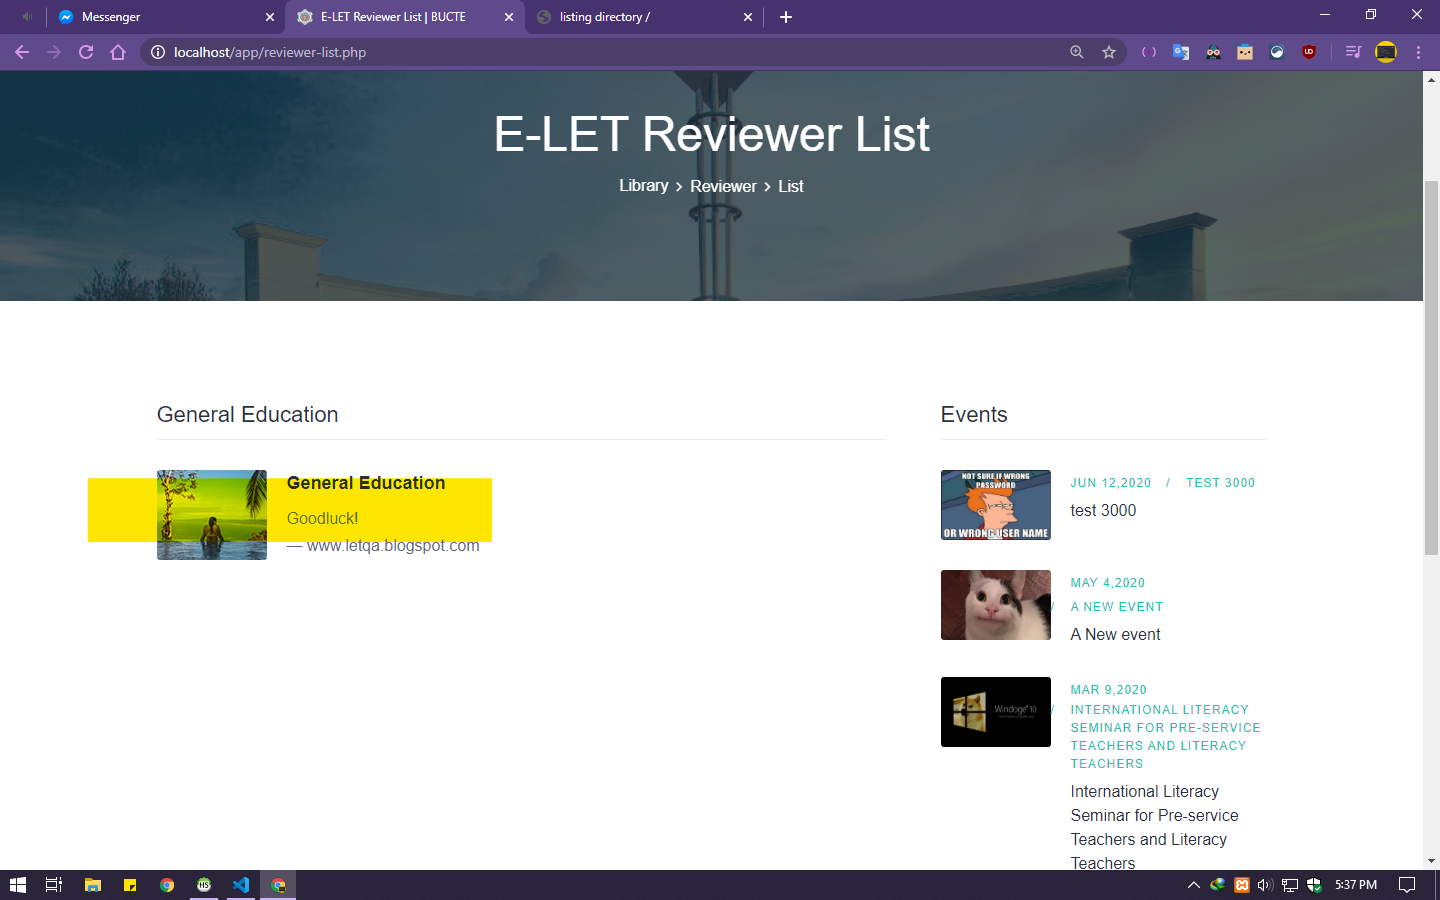 Messenger
E-LET Reviewer List | BUCTE
listing directory /
localhost/app/reviewer-list.php
E-LET Reviewer List
Library > Reviewer > List
General Education
General Education
Goodluck!
— www.letqa.blogspot.com
Events
NOT SURE IF WRONG
PASSWORD
OR WRONG USER NAME
JUN 12,2020 / TEST 3000
test 3000
MAY 4,2020
/ A NEW EVENT
A New event
Windoge® 10
MAR 9,2020
/ INTERNATIONAL LITERACY
SEMINAR FOR PRE-SERVICE
TEACHERS AND LITERACY
TEACHERS
International Literacy
Seminar for Pre-service
Teachers and Literacy
Teachers
HS
5:37 PM